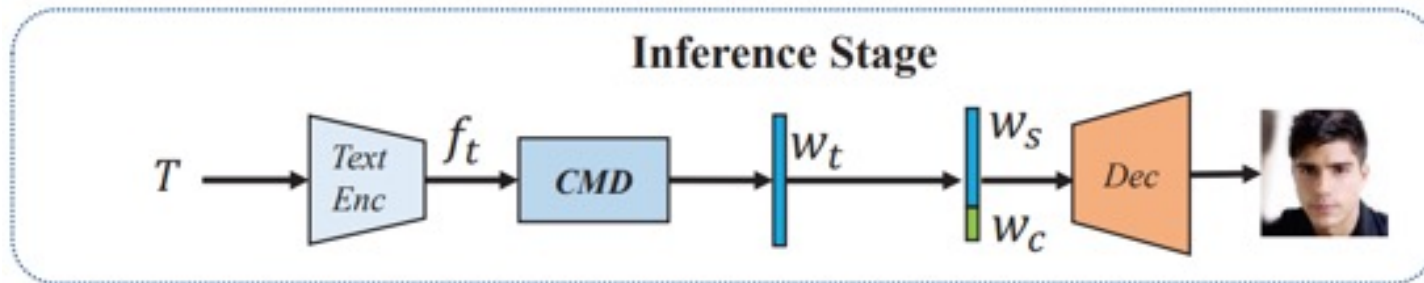 Inference Stage
T
Text
Enc
f_t
CMD
w_t
w_s
w_c
Dec